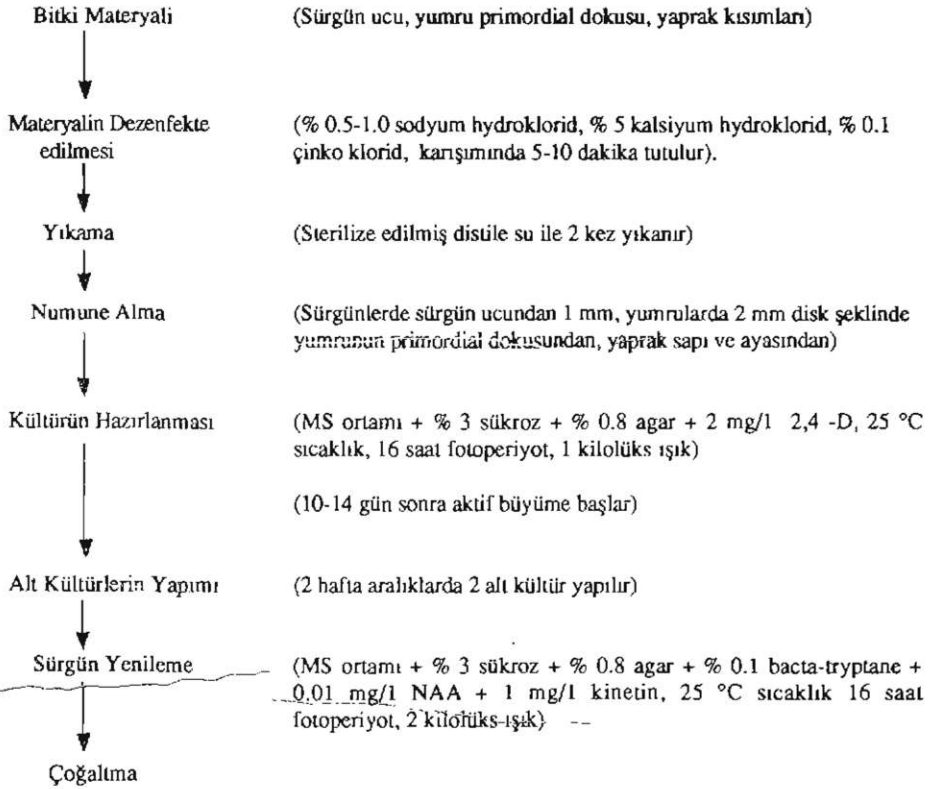 Bitki Materyali (Sürgün ucu, yumru primordial dokusu, yaprak kısımları)
Materyalin Dezenfekte edilmesi
(% 0.5-1.0 sodyum hydroklorid, % 5 kalsiyum hydroklorid, % 0.1
çinko klorid, karışımında 5-10 dakika tutulur).
Yıkama (Sterilize edilmiş distile su ile 2 kez yıkanır)
Numune Alma (Sürgünlerde sürgün ucundan 1 mm, yumrularda 2 mm disk şeklinde
yumrunun primordial dokusundan, yaprak sapı ve ayasından)
Kültürün Hazırlanması (MS ortamı + % 3 sükroz + % 0.8 agar + 2 mg/l 2,4 -D, 25 °C
sıcaklık, 16 saat fotoperiyot, 1 kilolüks ışık)
(10-14 gün sonra aktif büyüme başlar)
Alt Kültürlerin Yapımı (2 hafta aralıklarda 2 alt kültür yapılır)
Sürgün Yenileme (MS ortamı + % 3 sükroz + % 0.8 agar + % 0.1 bacta-tryptane +
0.01 mg/l NAA + 1 mg/l kinetin, 25 °C sıcaklık 16 saat
fotoperiyot, 2 kilolüks ışık)
Çoğaltma